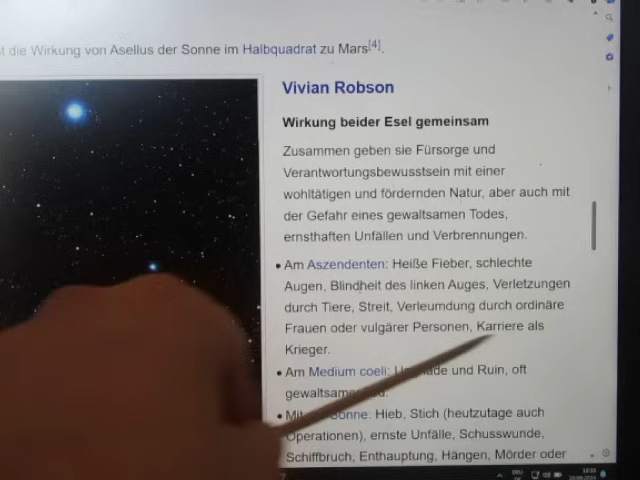 die Wirkung von Asellus der Sonne im Halbquadrat zu Mars[4].
Vivian Robson
Wirkung beider Esel gemeinsam
Zusammen geben sie Fürsorge und
Verantwortungsbewusstsein mit einer
wohltätigen und fördernden Natur, aber auch mit
der Gefahr eines gewaltsamen Todes,
ernsthaften Unfällen und Verbrennungen.
• Am Aszendenten: Heiße Fieber, schlechte
Augen, Blindheit des linken Auges, Verletzungen
durch Tiere, Streit, Verleumdung durch ordinäre
Frauen oder vulgärer Personen, Karriere als
Krieger.
• Am Medium coeli: und Ruin, oft
• Hieb, Stich (heutzutage auch
Operationen), ernste Unfälle, Schusswunde,
Schiffbruch, Enthauptung, Hängen, Mörder oder